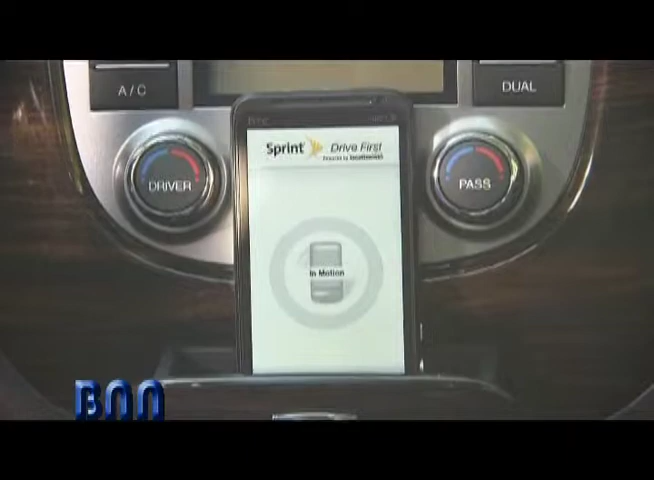 A/C
DUAL
Sprint Drive First
DRIVER
PASS
In Motion
BNN